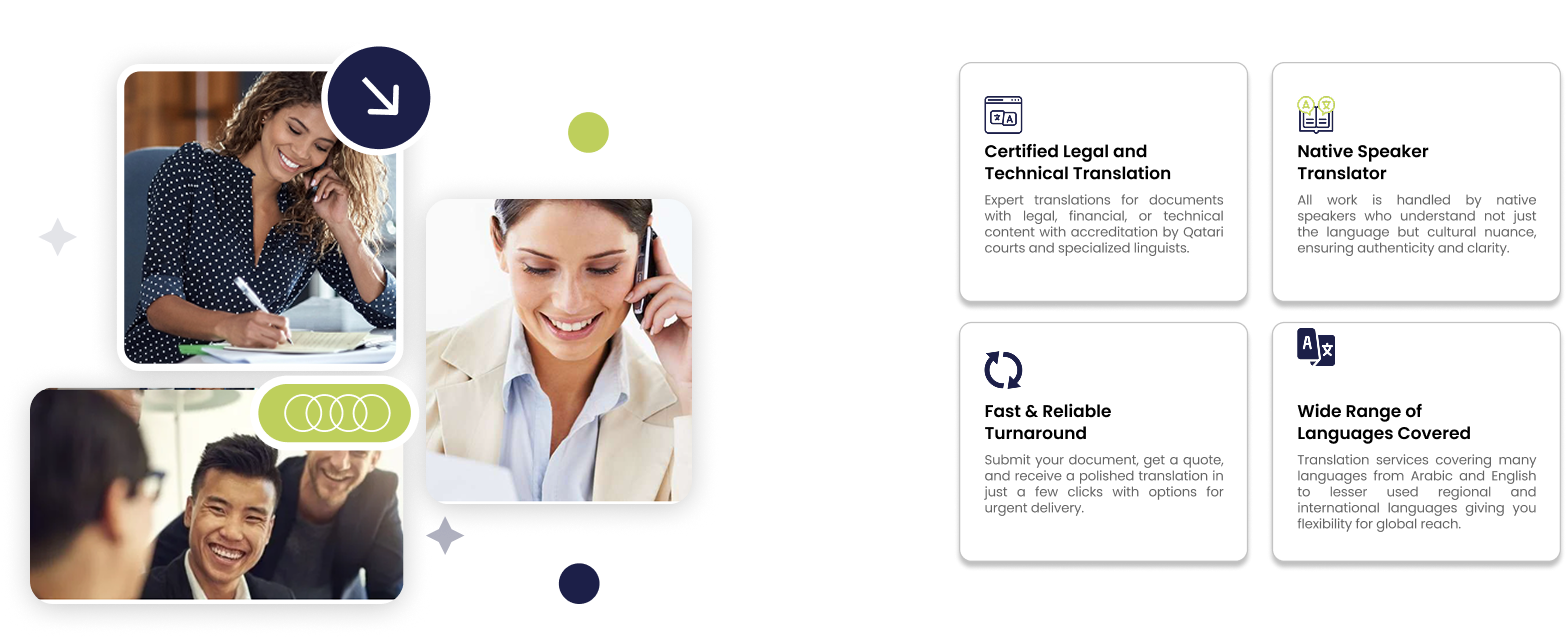 Certified Legal and
Technical Translation
Expert translations for documents
with legal, financial, or technical
content with accreditation by Qatari
courts and specialized linguists.
Native Speaker
Translator
All work is handled by native
speakers who understand not just
the language but cultural nuance,
ensuring authenticity and clarity.
Fast & Reliable
Turnaround
Submit your document, get a quote,
and receive a polished translation in
just a few clicks with options for
urgent delivery.
Wide Range of
Languages Covered
Translation services covering many
languages from Arabic and English
to lesser used regional and
international languages giving you
flexibility for global reach.